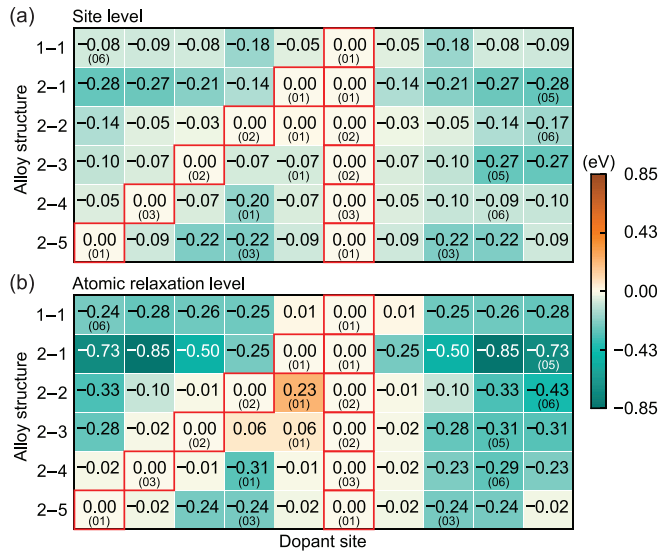 (a) Site level
1−1 −0.08 −0.09 −0.08 −0.18 −0.05 0.00 −0.05 −0.18 −0.08 −0.09
(06) (01)
2−1 −0.28 −0.27 −0.21 −0.14 0.00 0.00 −0.14 −0.21 −0.27 −0.28
(01) (01) (05)
2−2 −0.14 −0.05 −0.03 0.00 0.00 0.00 −0.03 −0.05 −0.14 −0.17
(02) (01) (02) (06)
2−3 −0.10 −0.07 0.00 −0.07 −0.07 0.00 −0.07 −0.10 −0.27 −0.27
(02) (01) (02) (05)
2−4 −0.05 0.00 −0.07 −0.20 −0.07 0.00 −0.05 −0.10 −0.09 −0.10
(03) (01) (03) (06)
2−5 0.00 −0.09 −0.22 −0.22 −0.09 0.00 −0.09 −0.22 −0.22 −0.09
(01) (03) (01) (03)
Alloy structure
(b) Atomic relaxation level
1−1 −0.24 −0.28 −0.26 −0.25 0.01 0.00 0.01 −0.25 −0.26 −0.28
(06) (01)
2−1 −0.73 −0.85 −0.50 −0.25 0.00 0.00 −0.25 −0.50 −0.85 −0.73
(01) (01) (05)
2−2 −0.33 −0.10 −0.01 0.00 0.23 0.00 −0.01 −0.10 −0.33 −0.43
(02) (01) (02) (06)
2−3 −0.28 −0.02 0.00 0.06 0.06 0.00 −0.02 −0.28 −0.31 −0.31
(02) (01) (02) (05)
2−4 −0.02 0.00 −0.01 −0.31 −0.01 0.00 −0.02 −0.23 −0.29 −0.23
(03) (01) (03) (06)
2−5 0.00 −0.02 −0.24 −0.24 −0.02 0.00 −0.02 −0.24 −0.24 −0.02
(01) (03) (01) (03)
Alloy structure
Dopant site
(eV)
0.85
0.43
0.00
−0.43
−0.85